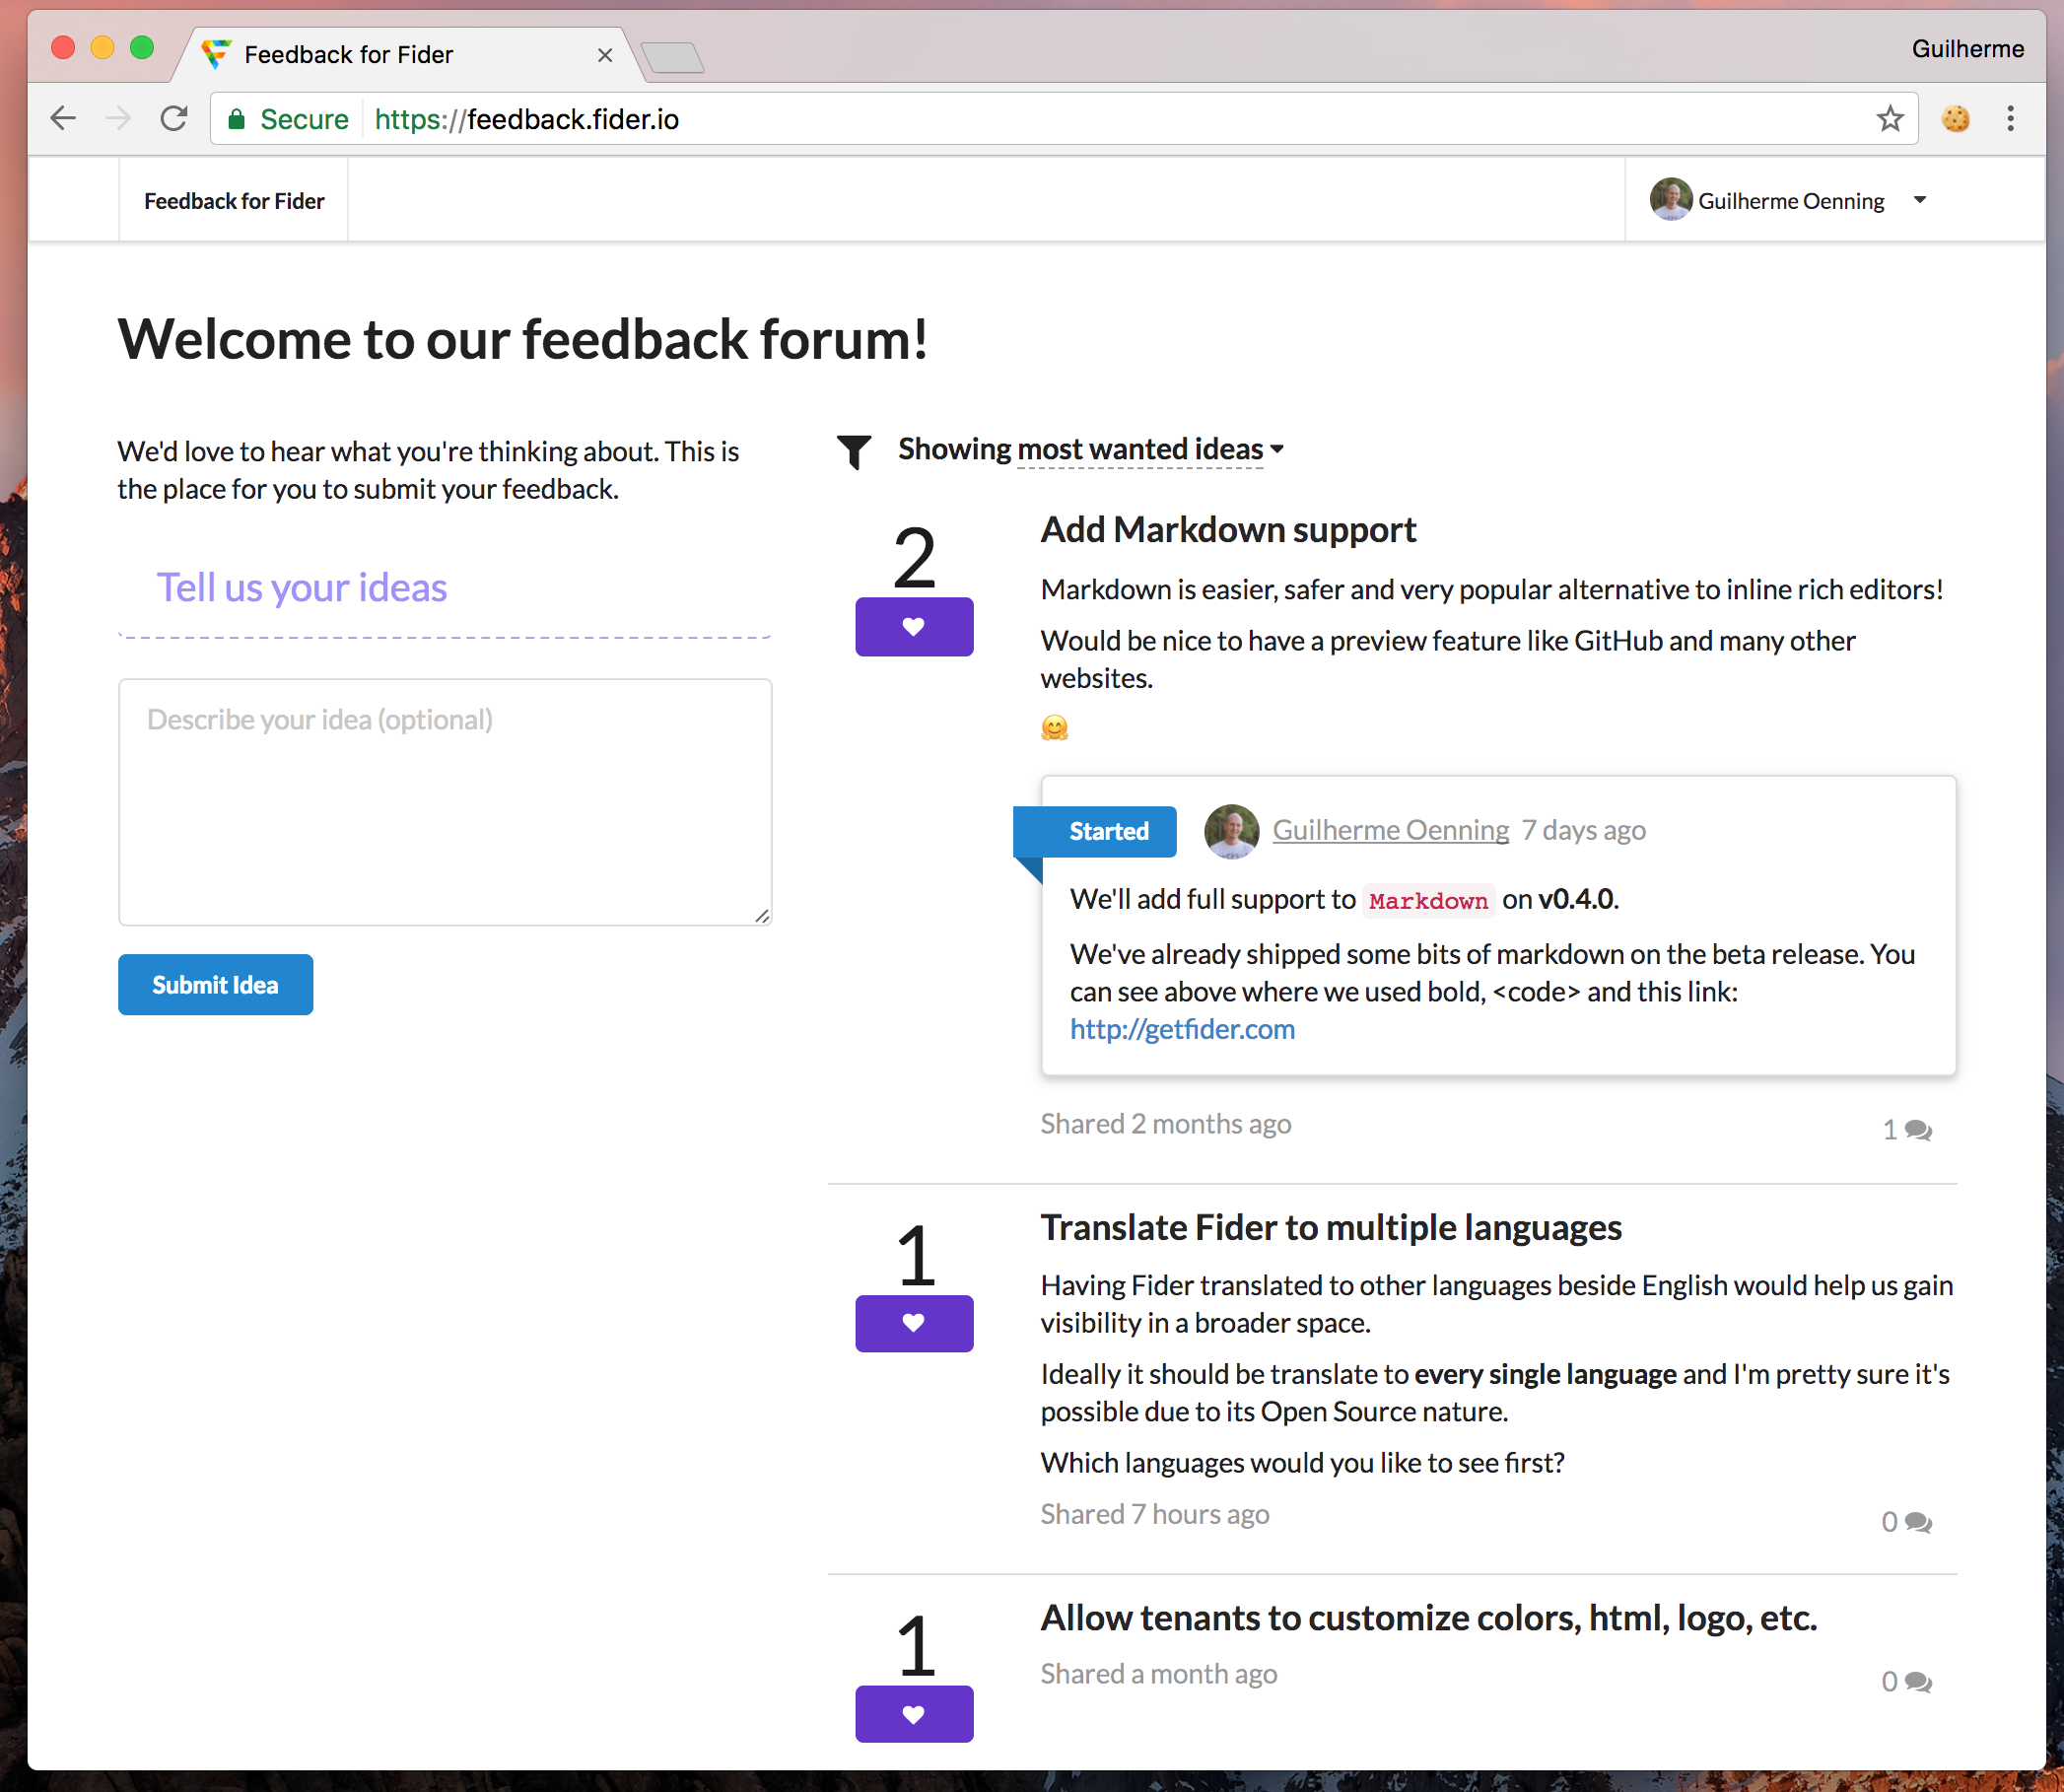 Feedback for Fider
Guilherme
Secure
https://feedback.fider.io
Feedback for Fider
Guilherme Oenning
Welcome to our feedback forum!
We'd love to hear what you're thinking about. This is
the place for you to submit your feedback.
Tell us your ideas
Describe your idea (optional)
Submit Idea
Showing most wanted ideas
2
Add Markdown support
Markdown is easier, safer and very popular alternative to inline rich editors!
Would be nice to have a preview feature like GitHub and many other
websites.
🤗
Started
Guilherme Oenning 7 days ago
We'll add full support to Markdown on v0.4.0.
We've already shipped some bits of markdown on the beta release. You
can see above where we used bold, <code> and this link:
http://getfider.com
Shared 2 months ago
1
1
Translate Fider to multiple languages
Having Fider translated to other languages beside English would help us gain
visibility in a broader space.
Ideally it should be translate to every single language and I'm pretty sure it's
possible due to its Open Source nature.
Which languages would you like to see first?
Shared 7 hours ago
0
1
Allow tenants to customize colors, html, logo, etc.
Shared a month ago
0